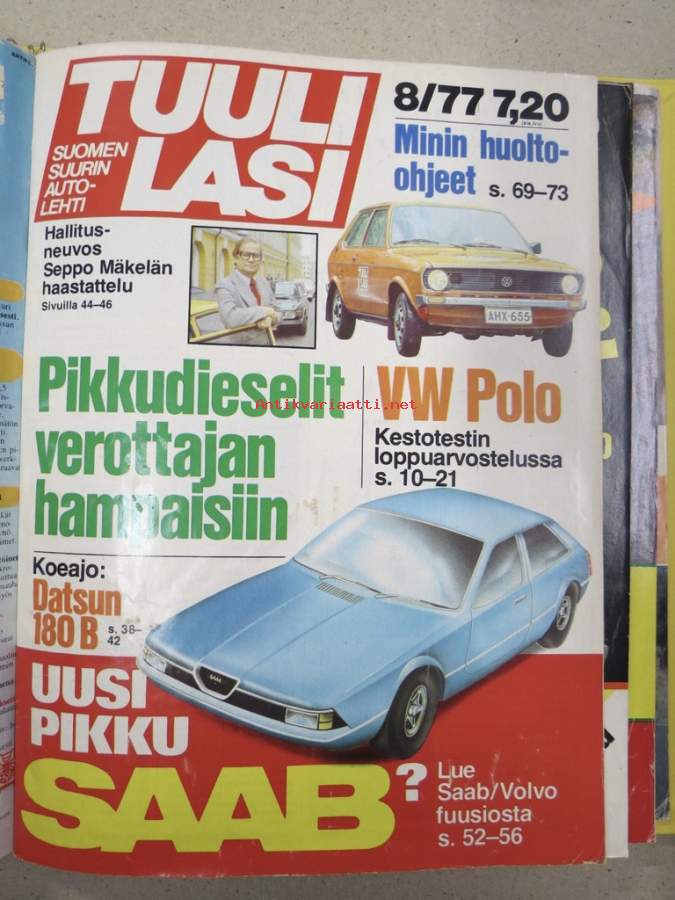 TUULI
LASI
SUOMEN
SUURIN
AUTO-
LEHTI
8/77 7,20
Minin huolto-
ohjeet s. 69–73
Hallitus-
neuvos
Seppo Mäkelän
haastattelu
Sivuilla 44–46
AHX-655
Pikkudieselit
verottajan
hampaisiin
Antikvariaatti.net
VW Polo
Kestotestin
loppuarvostelussa
s. 10–21
Koeajo:
Datsun
180 B s. 38–
42
UUSI
PIKKU
SAAB?
Lue
Saab/Volvo
fuusiosta
s. 52–56